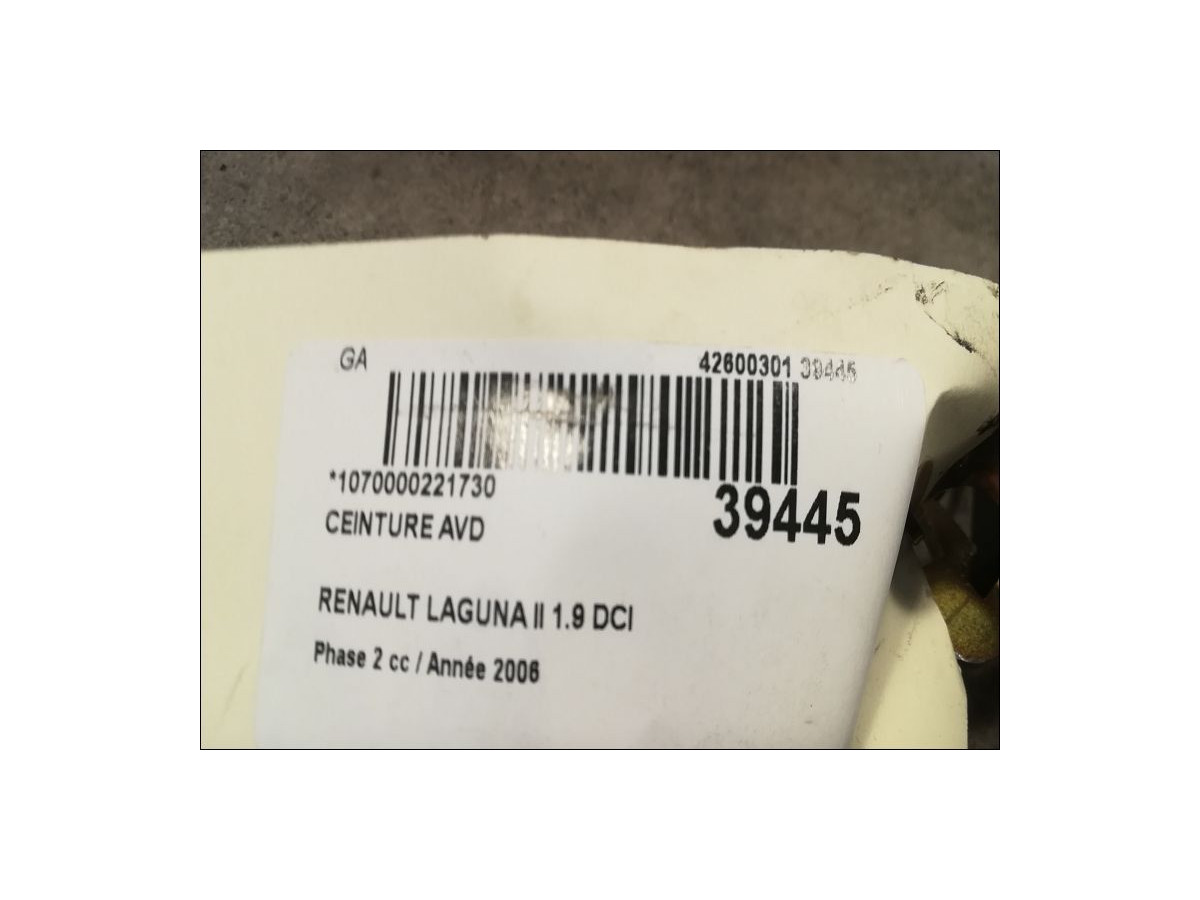 GA
42600301 39445
*1070000221730
39445
CEINTURE AVD
RENAULT LAGUNA II 1.9 DCI
Phase 2 cc / Année 2006